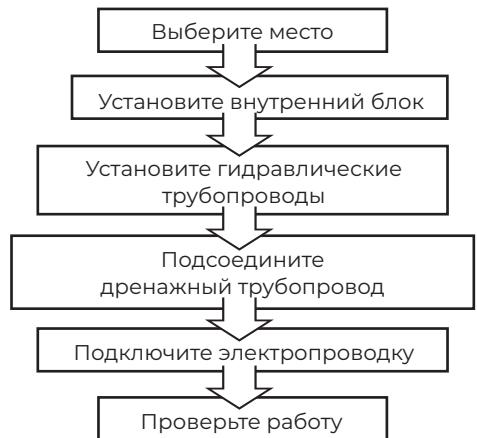 Выберите место
Установите внутренний блок
Установите гидравлические
трубопроводы
Подсоедините
дренажный трубопровод
Подключите электропроводку
Проверьте работу